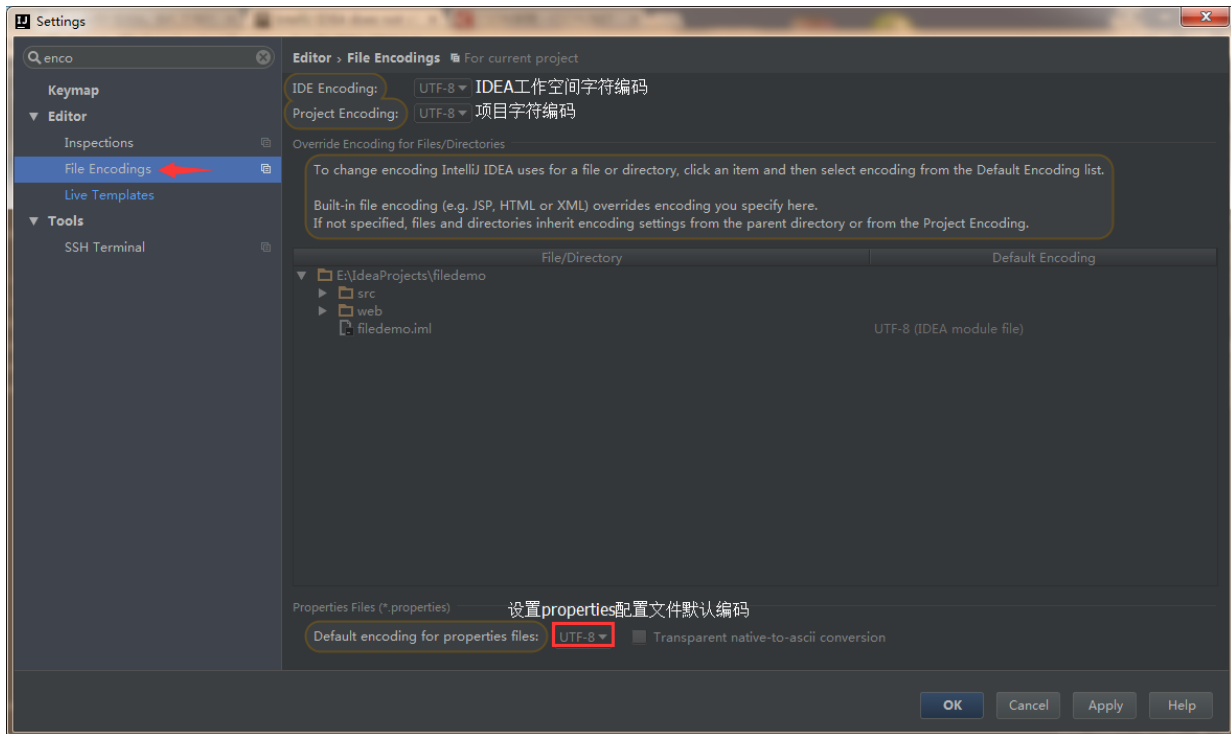 Settings
enco
Keymap
Editor
Inspections
File Encodings
Live Templates
Tools
SSH Terminal
Editor › File Encodings For current project
IDE Encoding: UTF-8 IDEA工作空间字符编码
Project Encoding: UTF-8 项目字符编码
Override Encoding for Files/Directories
To change encoding IntelliJ IDEA uses for a file or directory, click an item and then select encoding from the Default Encoding list.
Built-in file encoding (e.g. JSP, HTML or XML) overrides encoding you specify here.
If not specified, files and directories inherit encoding settings from the parent directory or from the Project Encoding.
File/Directory Default Encoding
E:\IdeaProjects\filedemo
src
web
filedemo.iml UTF-8 (IDEA module file)
Properties Files (*.properties) 设置properties配置文件默认编码
Default encoding for properties files: UTF-8 Transparent native-to-ascii conversion
OK Cancel Apply Help